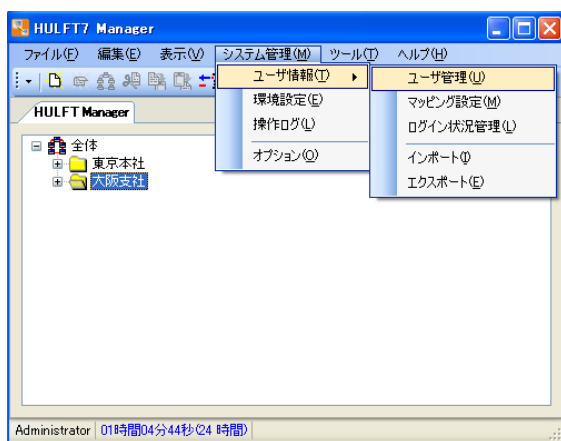 HULFT7 Manager
ファイル(F) 編集(E) 表示(V) システム管理(M) ツール(T) ヘルプ(H)
ユーザ情報(T)
環境設定(E)
操作ログ(L)
オプション(O)
ユーザ管理(U)
マッピング設定(M)
ログイン状況管理(L)
インポート(I)
エクスポート(E)
HULFT Manager
全体
東京本社
大阪支社
Administrator 01時間04分44秒(24 時間)